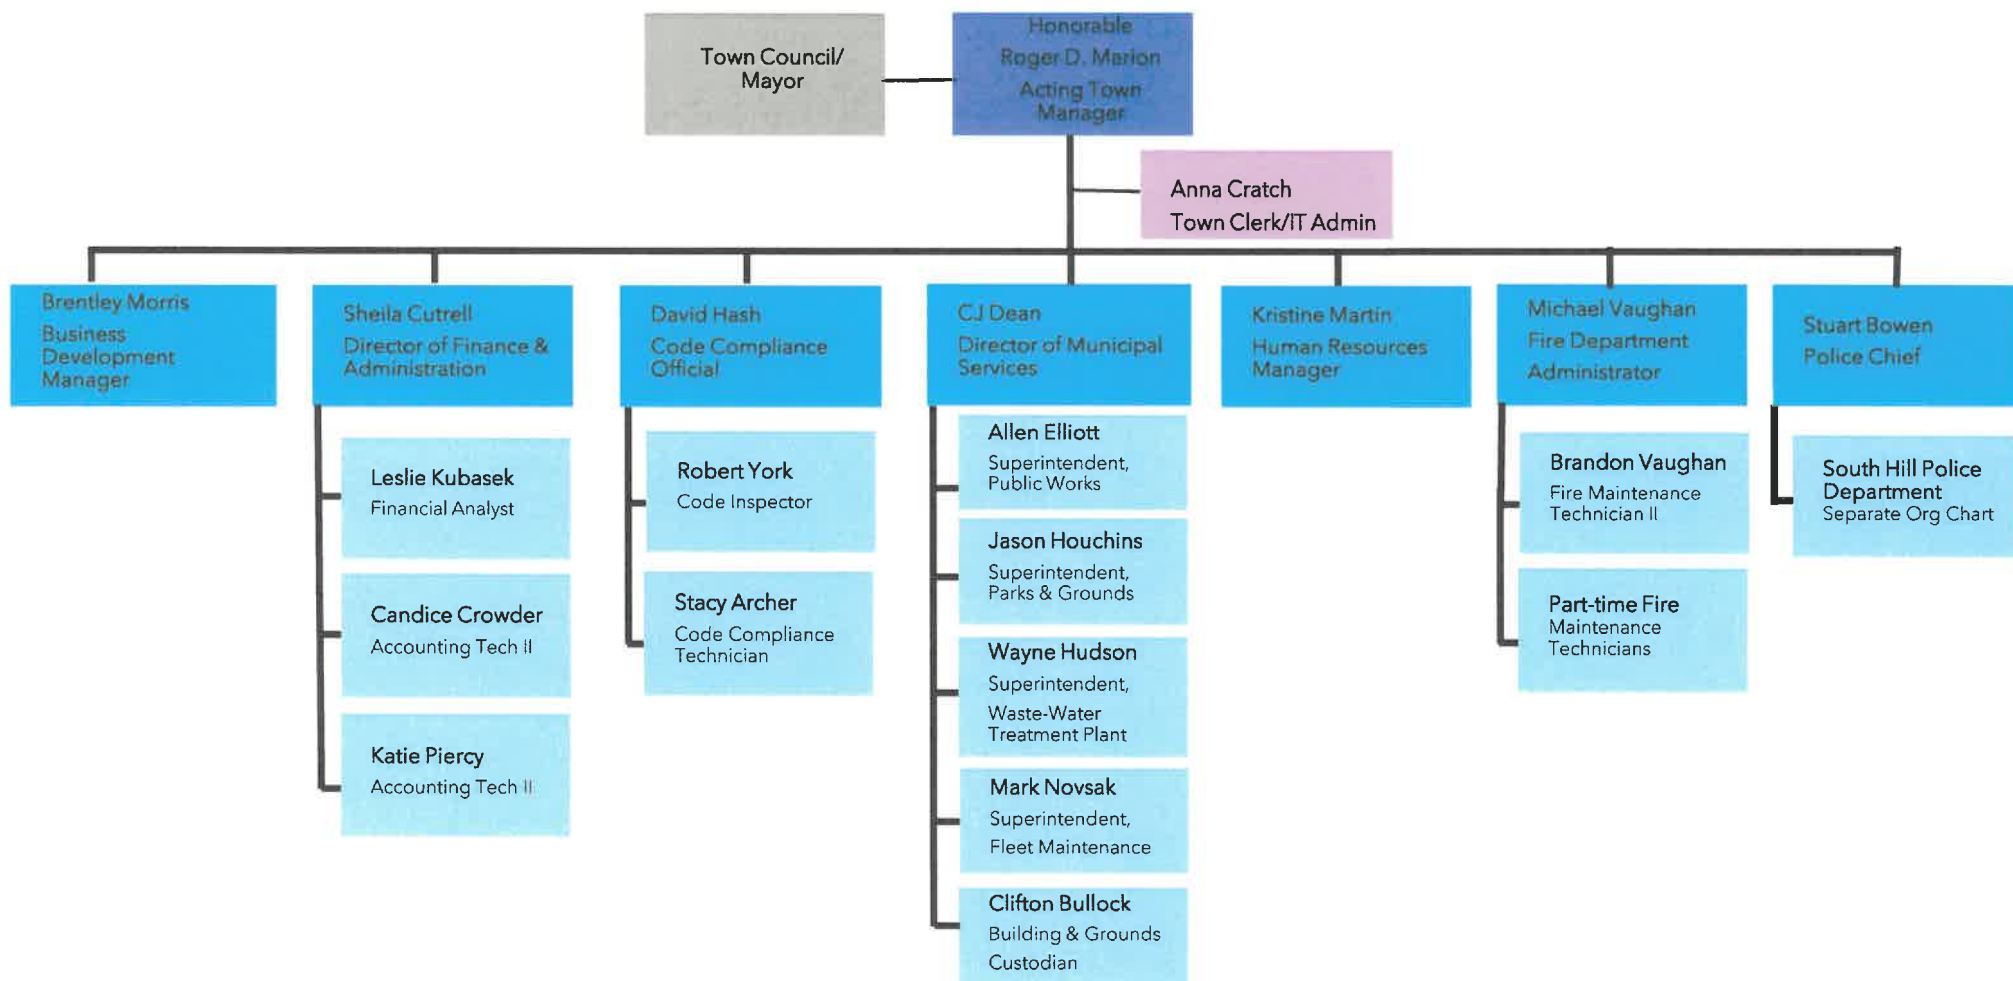 Town Council/
Mayor
Honorable
Roger D. Marion
Acting Town
Manager
Anna Cratch
Town Clerk/IT Admin
Brentley Morris
Business
Development
Manager
Sheila Cutrell
Director of Finance &
Administration
David Hash
Code Compliance
Official
CJ Dean
Director of Municipal
Services
Kristine Martin
Human Resources
Manager
Michael Vaughan
Fire Department
Administrator
Stuart Bowen
Police Chief
Leslie Kubasek
Financial Analyst
Candice Crowder
Accounting Tech II
Katie Piercy
Accounting Tech II
Robert York
Code Inspector
Stacy Archer
Code Compliance
Technician
Allen Elliott
Superintendent,
Public Works
Jason Houchins
Superintendent,
Parks & Grounds
Wayne Hudson
Superintendent,
Waste-Water
Treatment Plant
Mark Novsak
Superintendent,
Fleet Maintenance
Clifton Bullock
Building & Grounds
Custodian
Brandon Vaughan
Fire Maintenance
Technician II
Part-time Fire
Maintenance
Technicians
South Hill Police
Department
Separate Org Chart